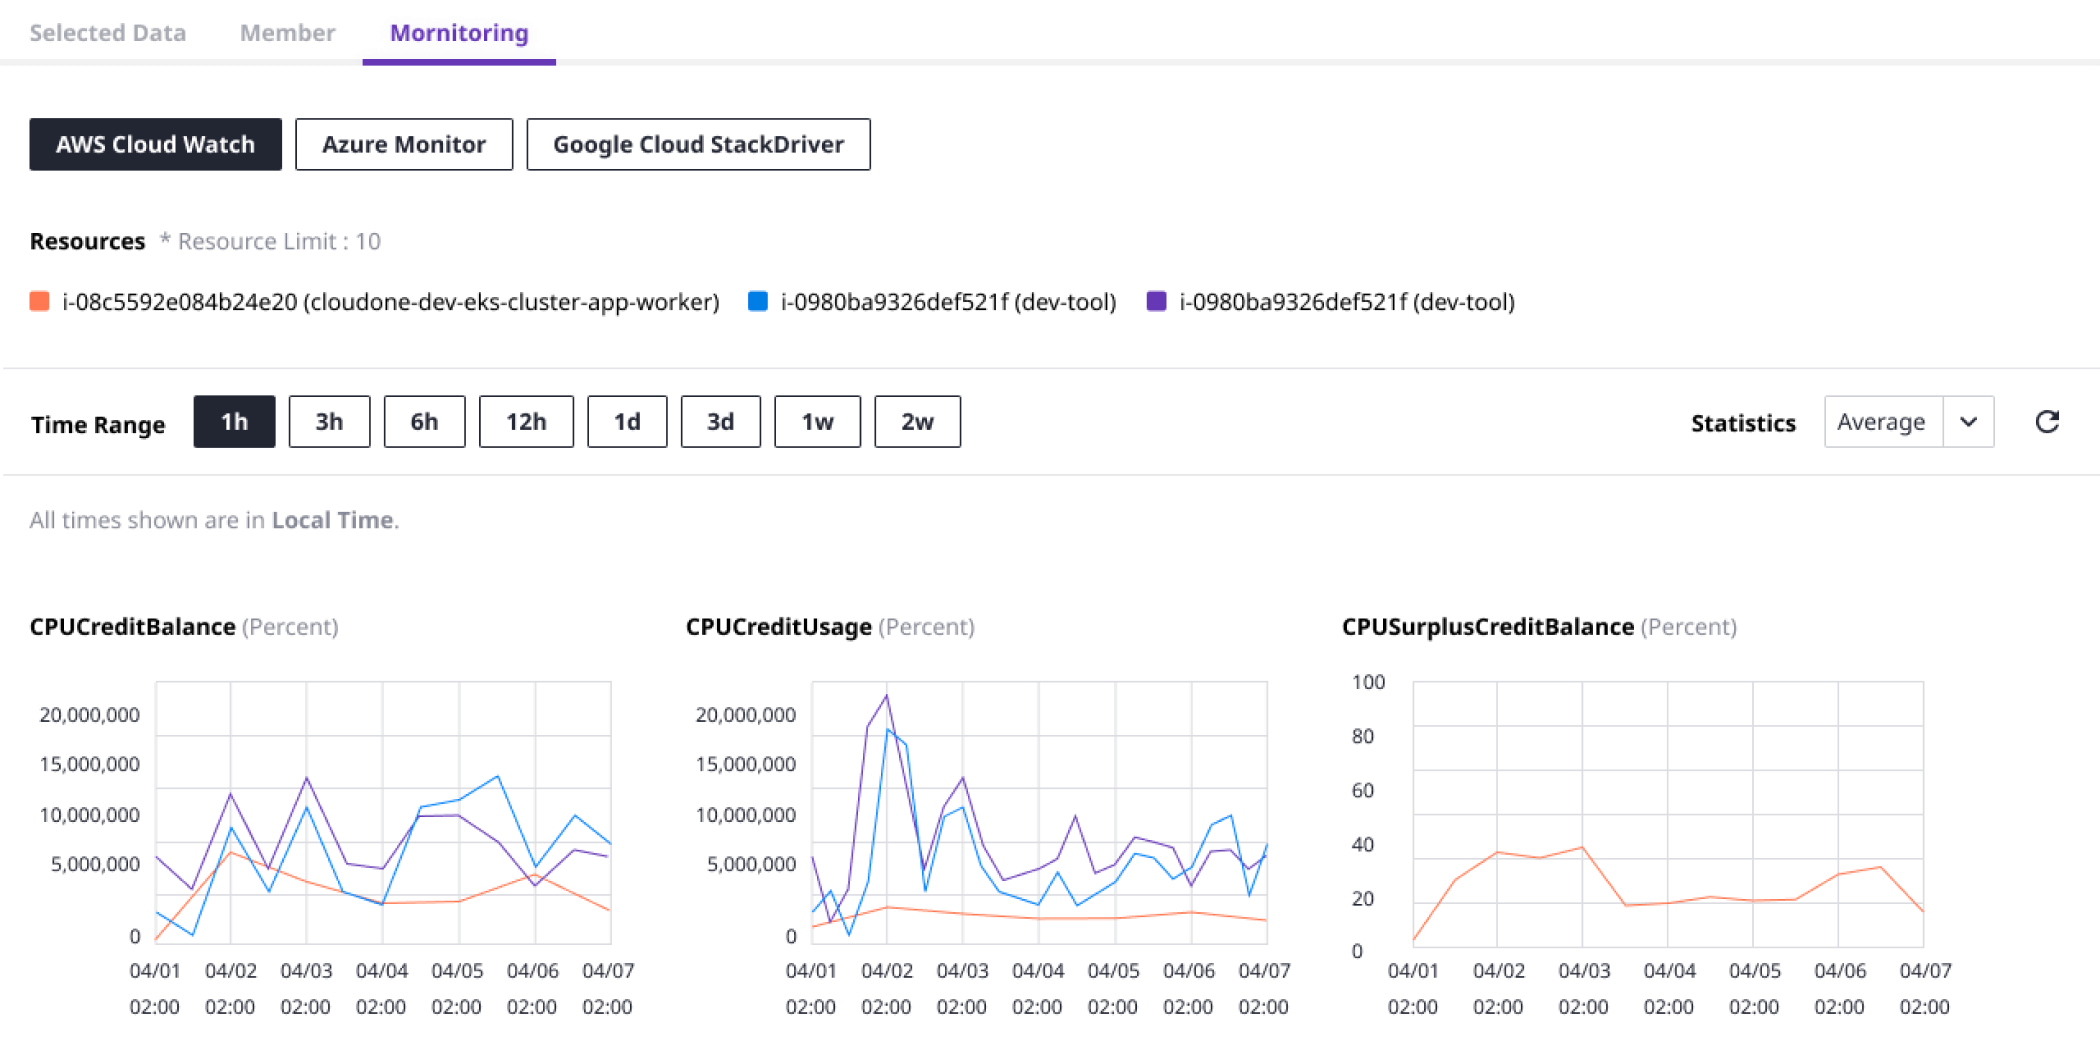 Selected Data Member Mornitoring
AWS Cloud Watch Azure Monitor Google Cloud StackDriver
Resources * Resource Limit : 10
i-08c5592e084b24e20 (cloudone-dev-eks-cluster-app-worker) i-0980ba9326def521f (dev-tool) i-0980ba9326def521f (dev-tool)
Time Range 1h 3h 6h 12h 1d 3d 1w 2w Statistics Average
All times shown are in Local Time.
CPUCreditBalance (Percent)
20,000,000
15,000,000
10,000,000
5,000,000
0
04/01 04/02 04/03 04/04 04/05 04/06 04/07
02:00 02:00 02:00 02:00 02:00 02:00 02:00
CPUCreditUsage (Percent)
20,000,000
15,000,000
10,000,000
5,000,000
0
04/01 04/02 04/03 04/04 04/05 04/06 04/07
02:00 02:00 02:00 02:00 02:00 02:00 02:00
CPUSurplusCreditBalance (Percent)
100
80
60
40
20
0
04/01 04/02 04/03 04/04 04/05 04/06 04/07
02:00 02:00 02:00 02:00 02:00 02:00 02:00